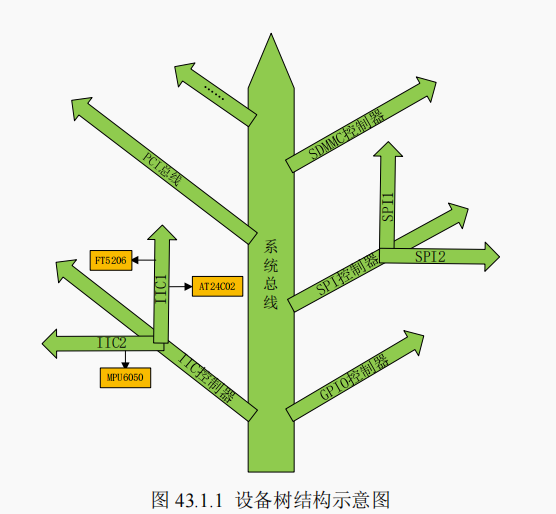 ......
SDMMC控制器
PCI总线
SPI1
系统总线
FT5206
IIC1
AT24C02
SPI控制器
SPI2
IIC2
IIC控制器
MPU6050
GPIO控制器
图 43.1.1 设备树结构示意图